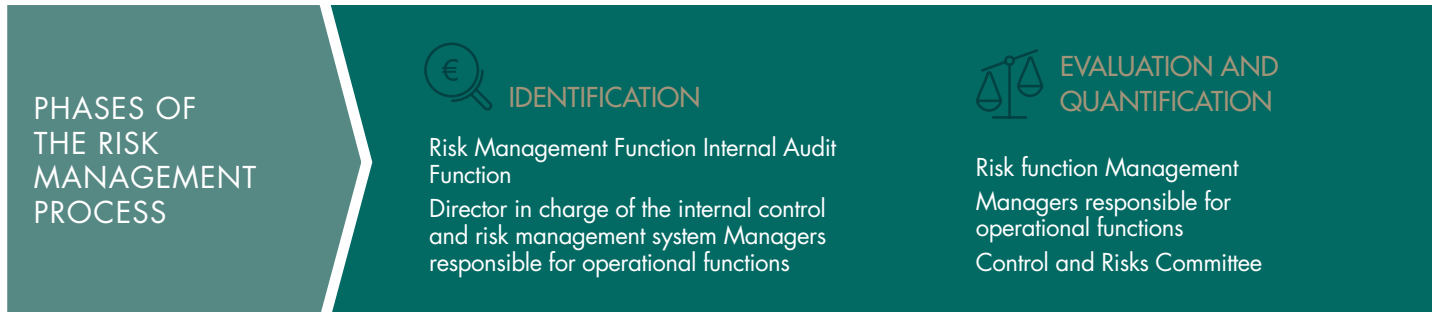 PHASES OF
THE RISK
MANAGEMENT
PROCESS
€
IDENTIFICATION
Risk Management Function Internal Audit
Function
Director in charge of the internal control
and risk management system Managers
responsible for operational functions
EVALUATION AND
QUANTIFICATION
Risk function Management
Managers responsible for
operational functions
Control and Risks Committee